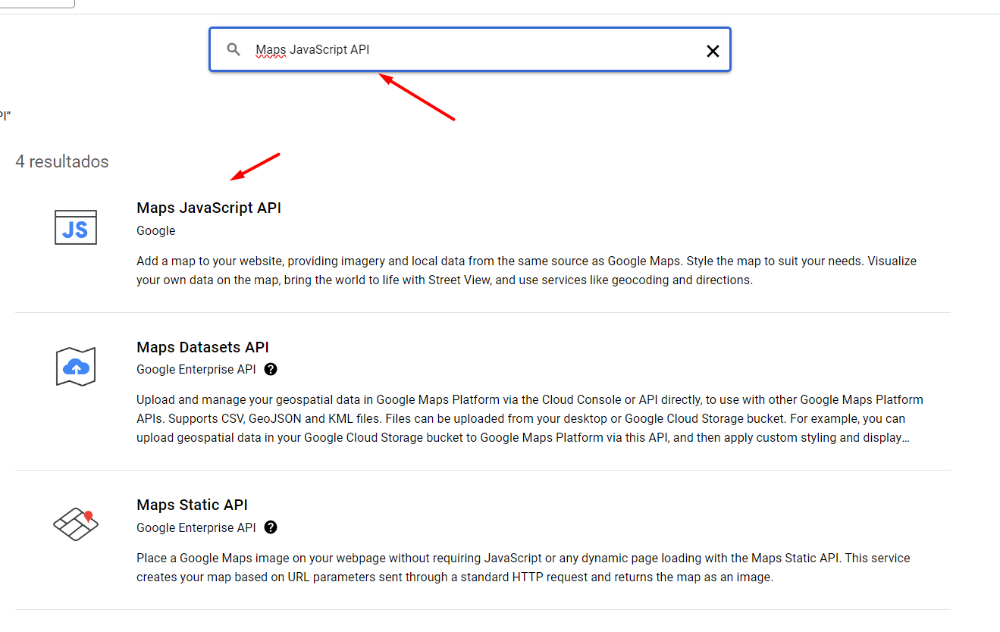 Maps JavaScript API
PI”
4 resultados
JS
Maps JavaScript API
Google
Add a map to your website, providing imagery and local data from the same source as Google Maps. Style the map to suit your needs. Visualize
your own data on the map, bring the world to life with Street View, and use services like geocoding and directions.
Maps Datasets API
Google Enterprise API ?
Upload and manage your geospatial data in Google Maps Platform via the Cloud Console or API directly, to use with other Google Maps Platform
APIs. Supports CSV, GeoJSON and KML files. Files can be uploaded from your desktop or Google Cloud Storage bucket. For example, you can
upload geospatial data in your Google Cloud Storage bucket to Google Maps Platform via this API, and then apply custom styling and display…
Maps Static API
Google Enterprise API ?
Place a Google Maps image on your webpage without requiring JavaScript or any dynamic page loading with the Maps Static API. This service
creates your map based on URL parameters sent through a standard HTTP request and returns the map as an image.